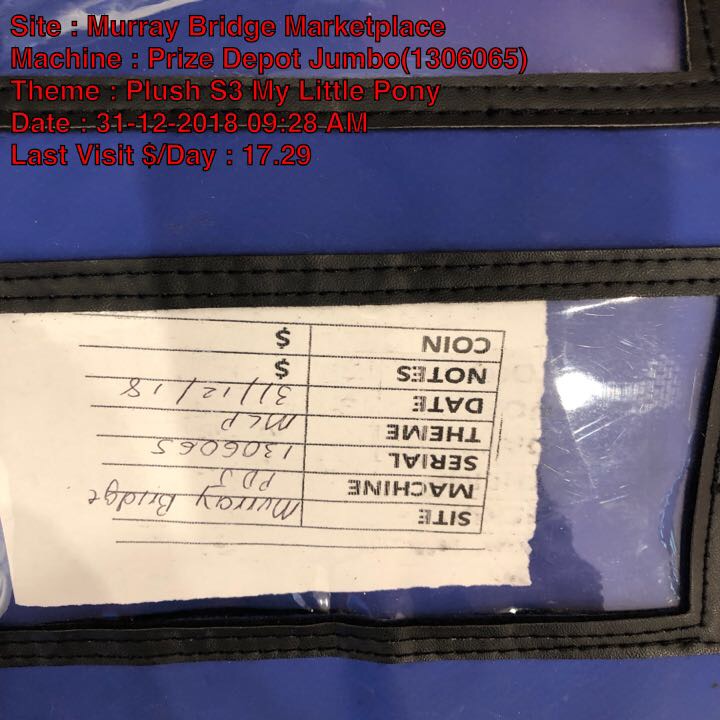 Site : Murray Bridge Marketplace
Machine : Prize Depot Jumbo(1306065)
Theme : Plush S3 My Little Pony
Date : 31-12-2018 09:28 AM
Last Visit $/Day : 17.29
SITE Murray Bridge
MACHINE PDJ
SERIAL 1306065
THEME MLP
DATE 31/12/18
NOTES $
COIN $